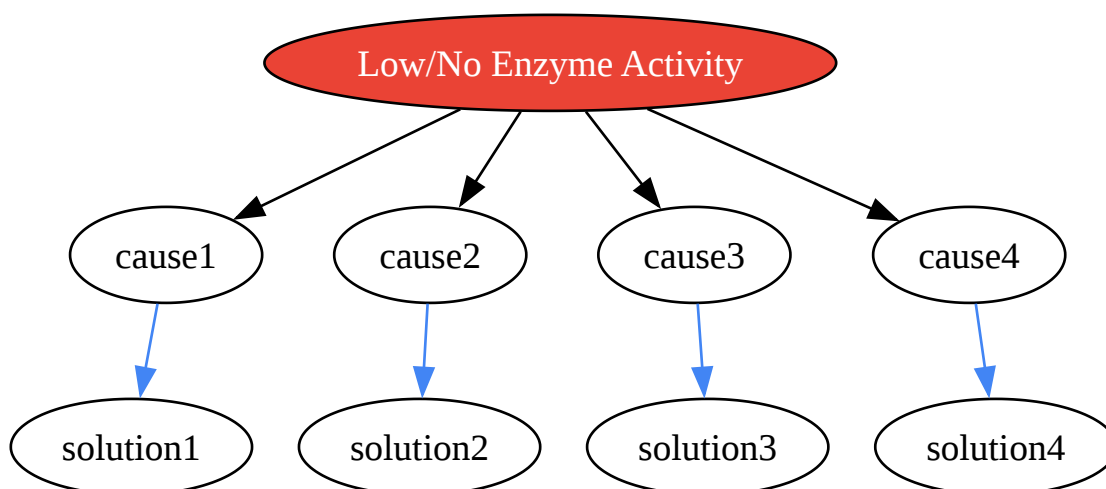 Low/No Enzyme Activity
cause1
cause2
cause3
cause4
solution1
solution2
solution3
solution4